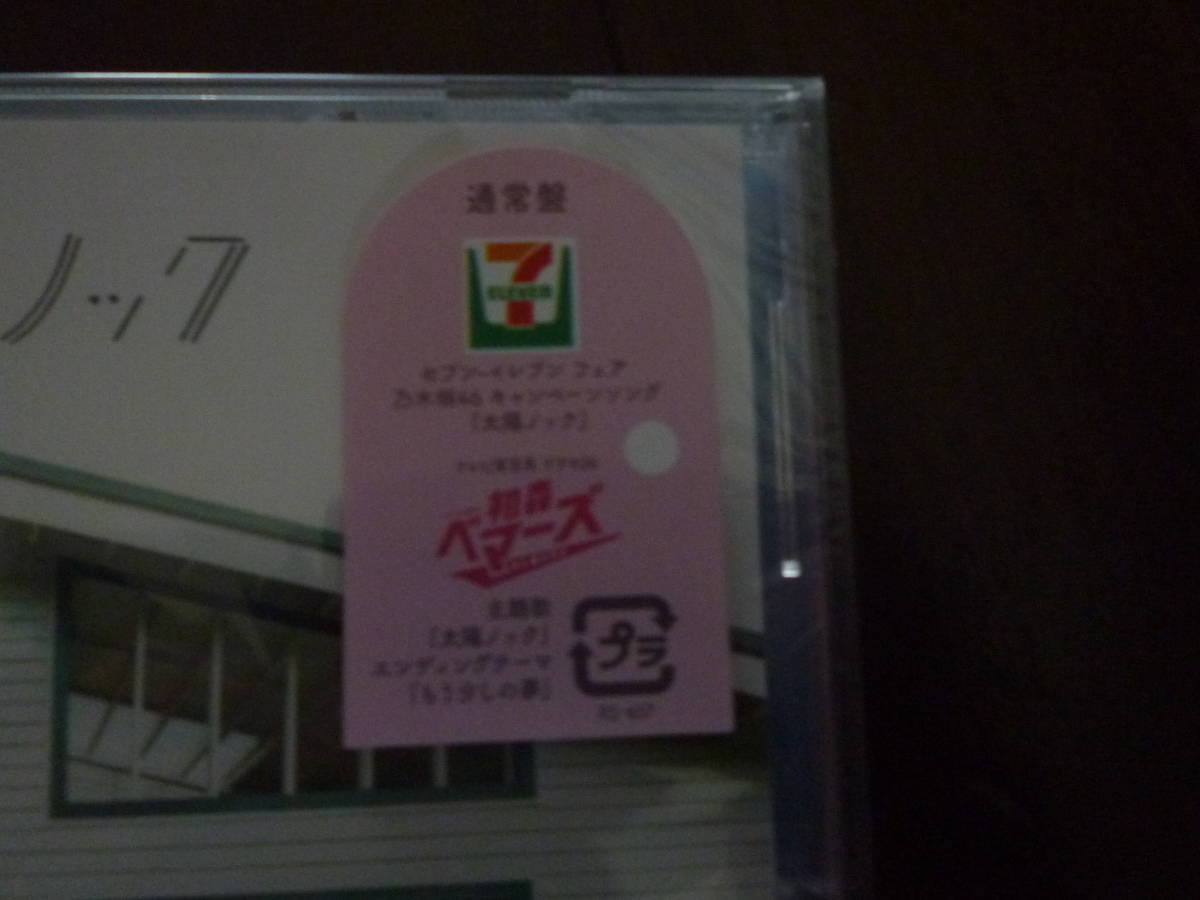 通常盤
ノック
7
ELEVEN
セブン-イレブン フェア
乃木坂46 キャンペーンソング
「太陽ノック」
初森
ベマーズ
主題歌
「太陽ノック」
エンディングテーマ
「もう少しの夢」
プラ